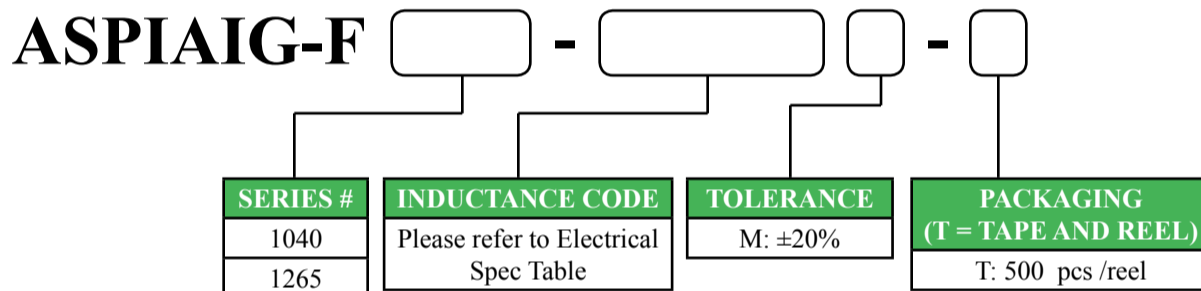 ASPIAIG-F - -
SERIES #
1040
1265
INDUCTANCE CODE
Please refer to Electrical
Spec Table
TOLERANCE
M: ±20%
PACKAGING
(T = TAPE AND REEL)
T: 500 pcs /reel